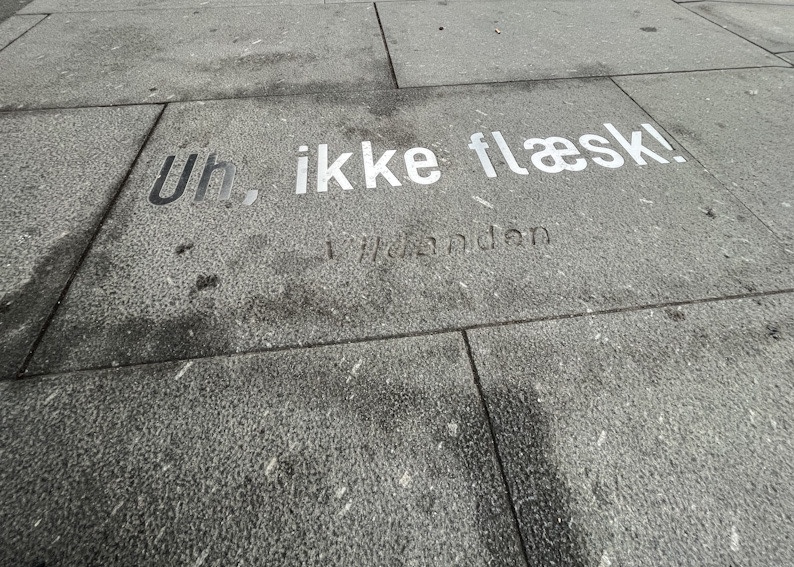 Uh, ikke flæsk!
Vildanden